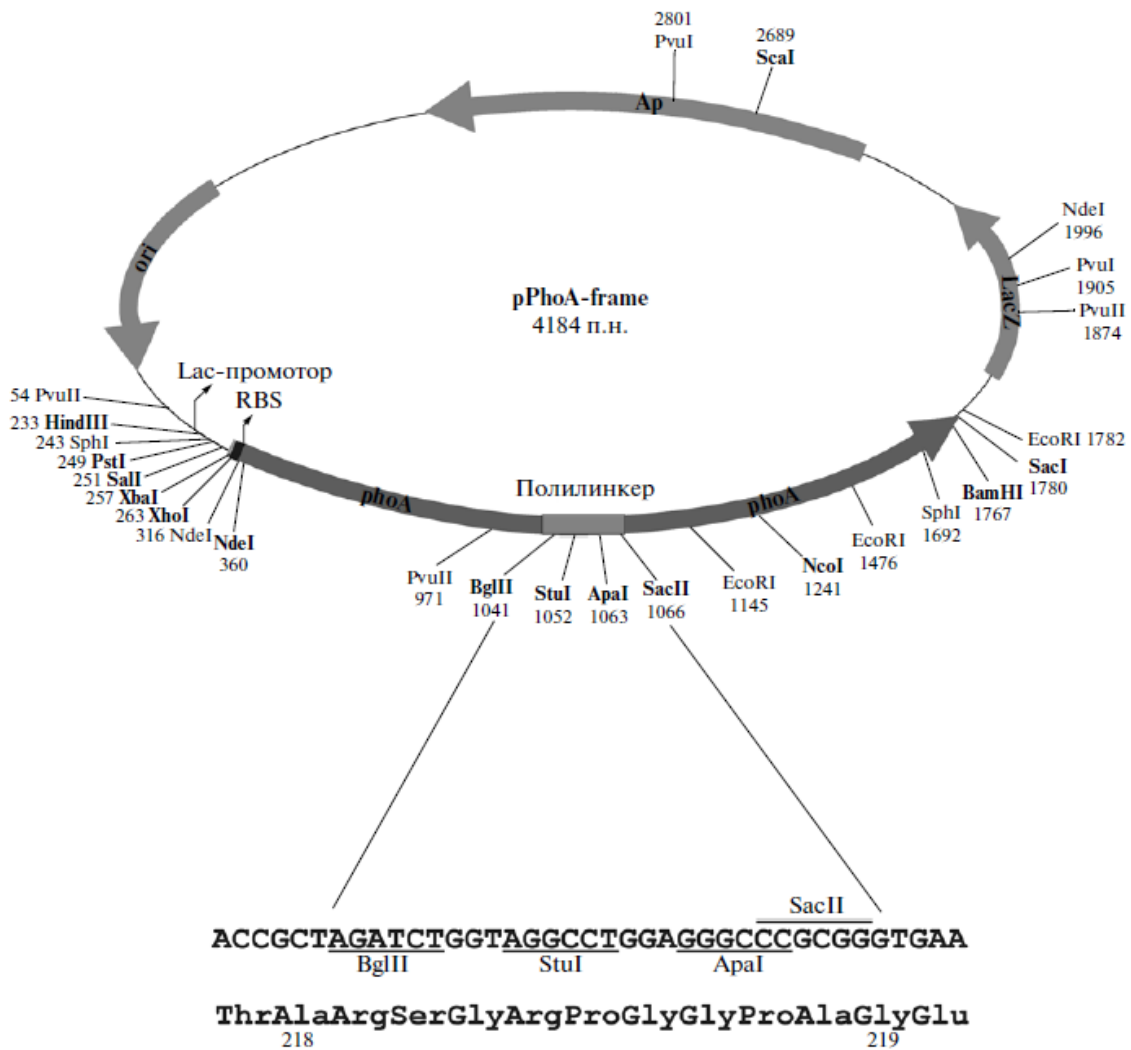 2801
PvuI
2689
ScaI
Ap
ori
NdeI
1996
PvuI
1905
PvuII
1874
LacZ
pPhoA-frame
4184 п.н.
Lac-промотор
RBS
54 PvuII
233 HindIII
243 SphI
249 PstI
251 SalI
257 XbaI
263 XhoI
316 NdeI
NdeI
360
phoA
Полилинкер
phoA
PvuII
971
BglII
1041
StuI
1052
ApaI
1063
SacII
1066
EcoRI
1145
NcoI
1241
EcoRI
1476
SphI
1692
BamHI
1767
SacI
1780
EcoRI 1782
SacII
ACCGCTAGATCTGGTAGGCCTGGAGGGCCCGCGGGTGAA
BglII StuI ApaI
ThrAlaArgSerGlyArgProGlyGlyProAlaGlyGlu
218 219